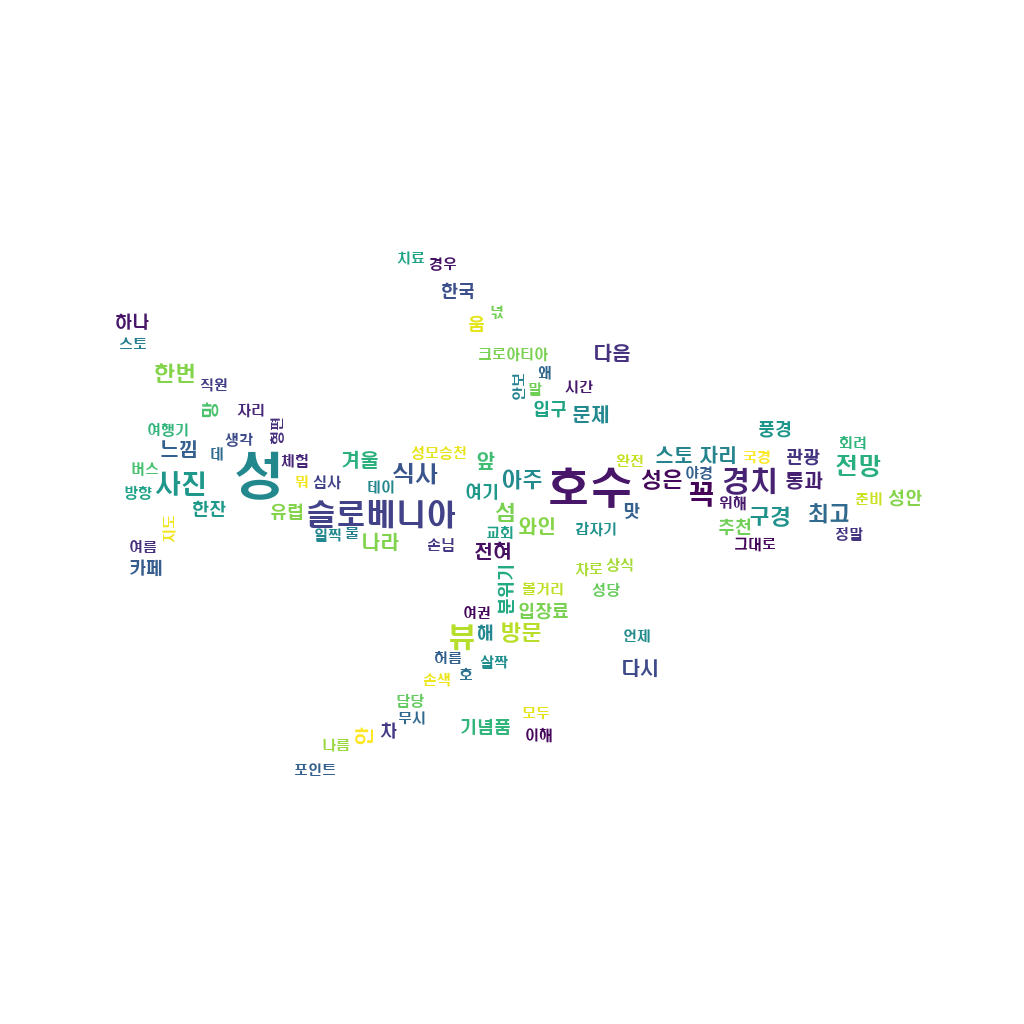 치료
경우
한국
넋
움
하나
스토
크로아티아
다음
한번
직원
왜
안보
말
시간
망
자리
입구
문제
여행기
형편
풍경
느낌
생각
데
회려
성
체험
겨울
성모승천
앞
스토 자리
완전
국경
관광
전망
버스
방향
사진
뭐
심사
데이
식사
여기
아주
호수
성은
꼭
야경
경치
통과
한잔
유럽
슬로베니아
섬
와인
맛
위해
구경
최고
준비
성안
지도
일찍
물
나라
손님
교회
갑자기
추천
정말
여름
카페
전혀
그대로
차로
상식
분위기
볼거리
성당
여권
입장료
뷰
해
방문
언제
허름
살짝
호
다시
손색
담당
무시
기념품
모두
이해
나름
인
차
포인트